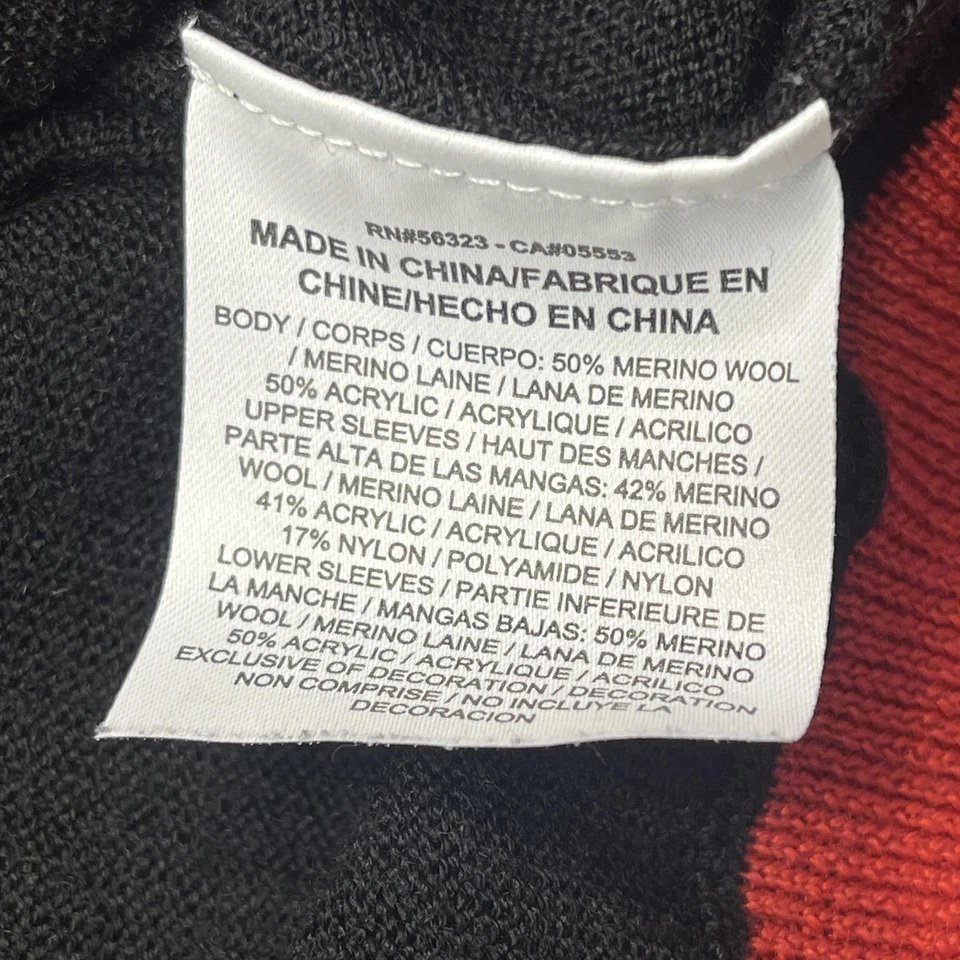 RN#56323 - CA#05553
MADE IN CHINA/FABRIQUE EN
CHINE/HECHO EN CHINA
BODY / CORPS / CUERPO: 50% MERINO WOOL
/ MERINO LAINE / LANA DE MERINO
50% ACRYLIC / ACRYLIQUE / ACRILICO
UPPER SLEEVES / HAUT DES MANCHES /
PARTE ALTA DE LAS MANGAS: 42% MERINO
WOOL / MERINO LAINE / LANA DE MERINO
41% ACRYLIC / ACRYLIQUE / ACRILICO
17% NYLON / POLYAMIDE / NYLON
LOWER SLEEVES / PARTIE INFERIEURE DE
LA MANCHE / MANGAS BAJAS: 50% MERINO
WOOL / MERINO LAINE / LANA DE MERINO
50% ACRYLIC / ACRYLIQUE / ACRILICO
EXCLUSIVE OF DECORATION / DECORATION
NON COMPRISE / NO INCLUYE LA
DECORACION